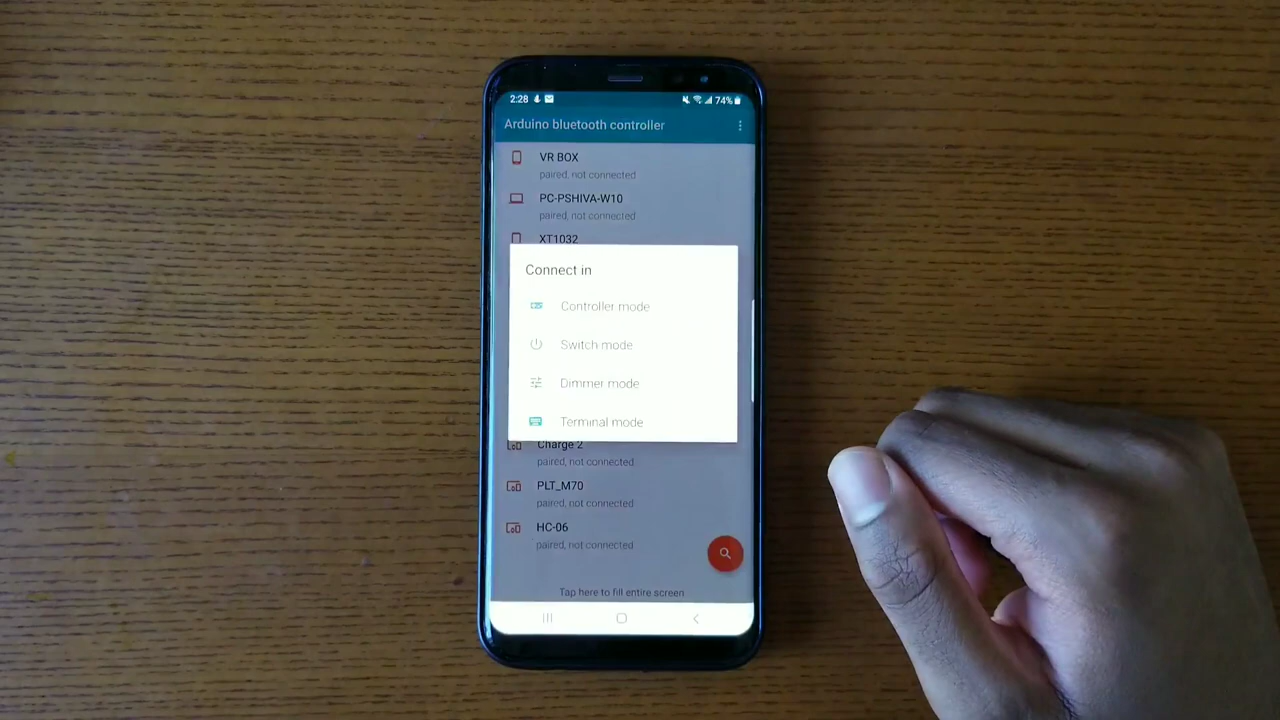 2:28 74%
Arduino bluetooth controller
VR BOX
paired, not connected
PC-PSHIVA-W10
paired, not connected
XT1032
Connect in
Controller mode
Switch mode
Dimmer mode
Terminal mode
Charge 2
paired, not connected
PLT_M70
paired, not connected
HC-06
paired, not connected
Tap here to fill entire screen